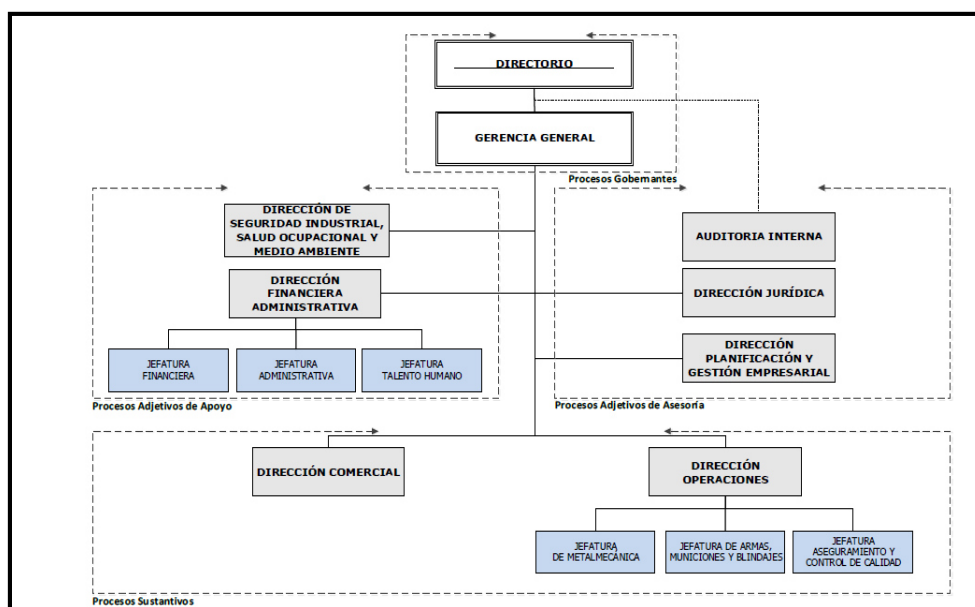 DIRECTORIO
GERENCIA GENERAL
Procesos Gobernantes
DIRECCIÓN DE
SEGURIDAD INDUSTRIAL,
SALUD OCUPACIONAL Y
MEDIO AMBIENTE
DIRECCIÓN
FINANCIERA
ADMINISTRATIVA
JEFATURA
FINANCIERA
JEFATURA
ADMINISTRATIVA
JEFATURA
TALENTO HUMANO
Procesos Adjetivos de Apoyo
AUDITORIA INTERNA
DIRECCIÓN JURÍDICA
DIRECCIÓN
PLANIFICACIÓN Y
GESTIÓN EMPRESARIAL
Procesos Adjetivos de Asesoría
DIRECCIÓN COMERCIAL
DIRECCIÓN
OPERACIONES
JEFATURA
DE METALMECÁNICA
JEFATURA DE ARMAS,
MUNICIONES Y BLINDAJES
JEFATURA
ASEGURAMIENTO Y
CONTROL DE CALIDAD
Procesos Sustantivos